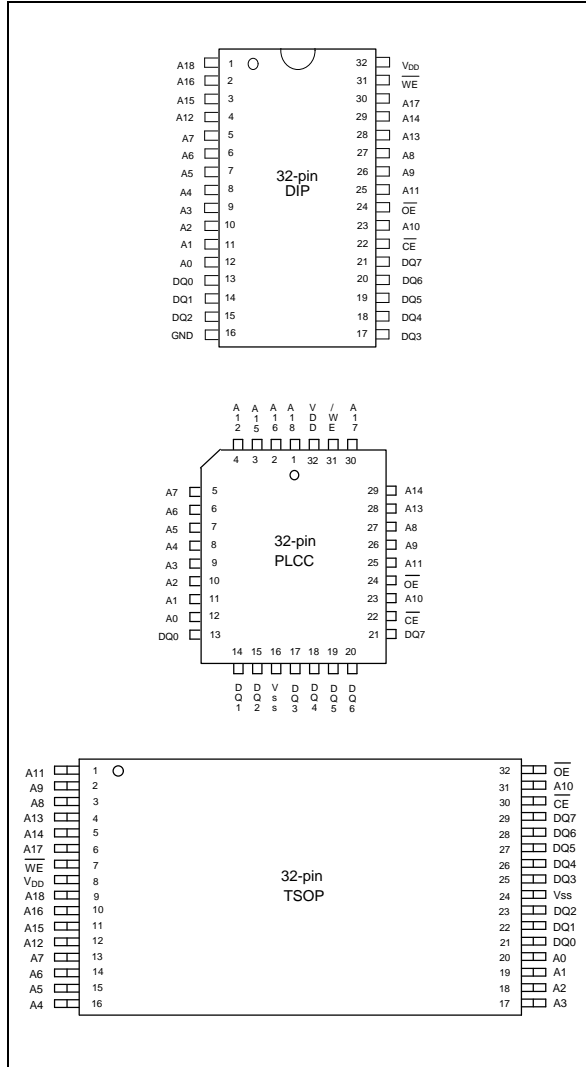 A18 1 32 VDD
A16 2 31 WE
A15 3 30 A17
A12 4 29 A14
A7 5 28 A13
A6 6 27 A8
A5 7 26 A9
A4 8 25 A11
A3 9 24 OE
A2 10 23 A10
A1 11 22 CE
A0 12 21 DQ7
DQ0 13 20 DQ6
DQ1 14 19 DQ5
DQ2 15 18 DQ4
GND 16 17 DQ3
32-pin
DIP
A12 A15 A16 A18 VDD /WE A17
4 3 2 1 32 31 30
A7 5 29 A14
A6 6 28 A13
A5 7 27 A8
A4 8 26 A9
A3 9 25 A11
A2 10 24 OE
A1 11 23 A10
A0 12 22 CE
DQ0 13 21 DQ7
32-pin
PLCC
14 15 16 17 18 19 20
DQ1 DQ2 Vss DQ3 DQ4 DQ5 DQ6
A11 1 32 OE
A9 2 31 A10
A8 3 30 CE
A13 4 29 DQ7
A14 5 28 DQ6
A17 6 27 DQ5
WE 7 26 DQ4
VDD 8 25 DQ3
A18 9 24 Vss
A16 10 23 DQ2
A15 11 22 DQ1
A12 12 21 DQ0
A7 13 20 A0
A6 14 19 A1
A5 15 18 A2
A4 16 17 A3
32-pin
TSOP